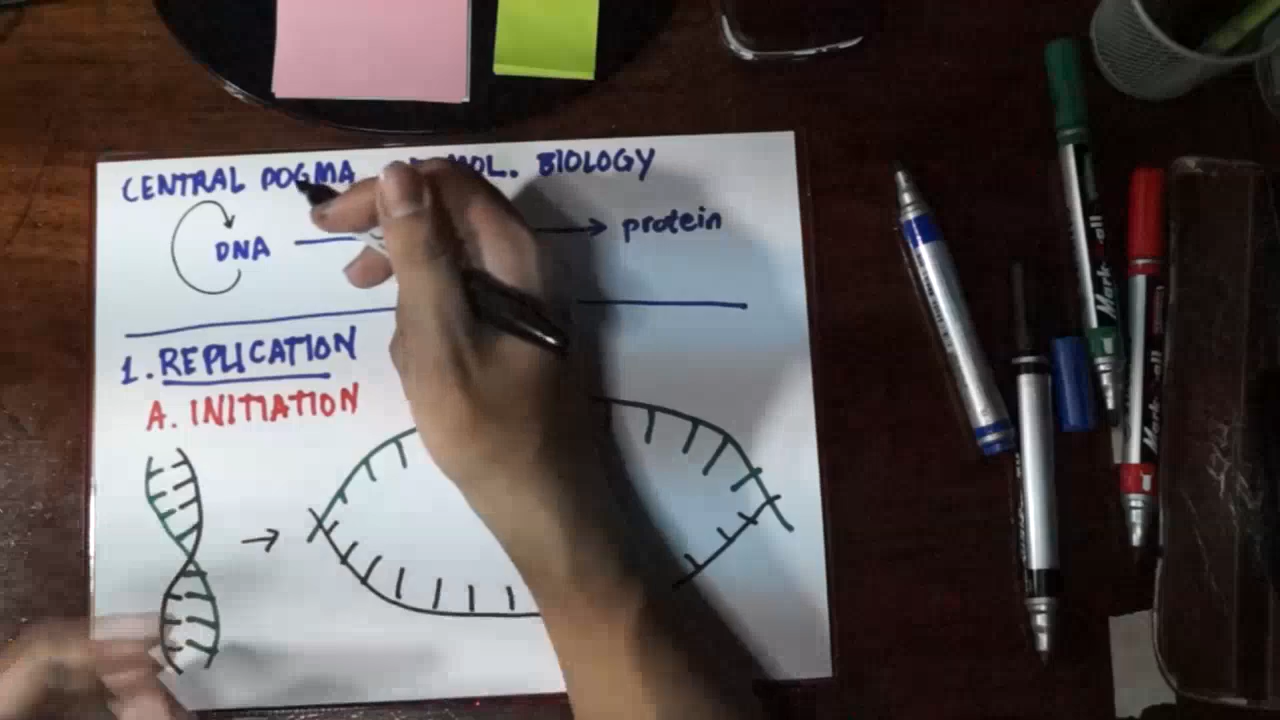 CENTRAL DOGMA MOL. BIOLOGY
DNA protein
1. REPLICATION
A. INITIATION